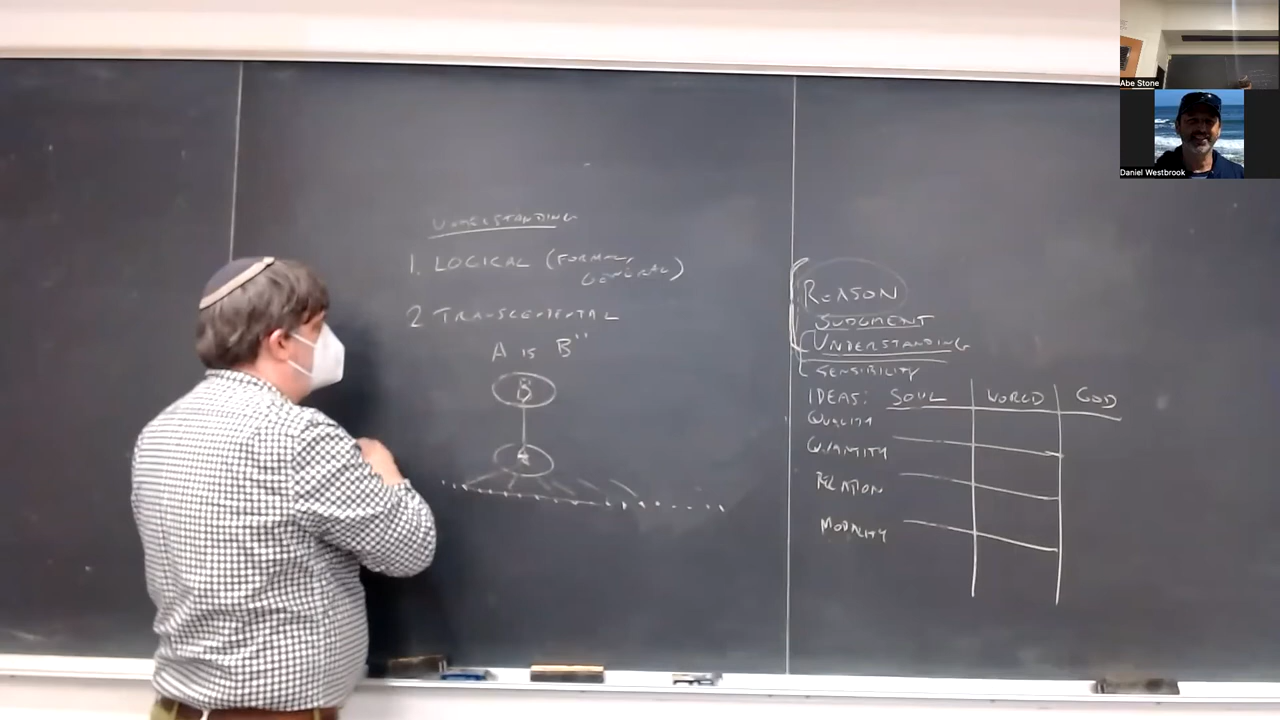 UNDERSTANDING
1. LOGICAL (FORMAL,
GENERAL)
2 TRANSCENDENTAL
A IS B"
B
A
REASON
JUDGMENT
UNDERSTANDING
SENSIBILITY
IDEAS: SOUL WORLD GOD
QUALITY
QUANTITY
RELATION
MODALITY
Abe Stone
Daniel Westbrook